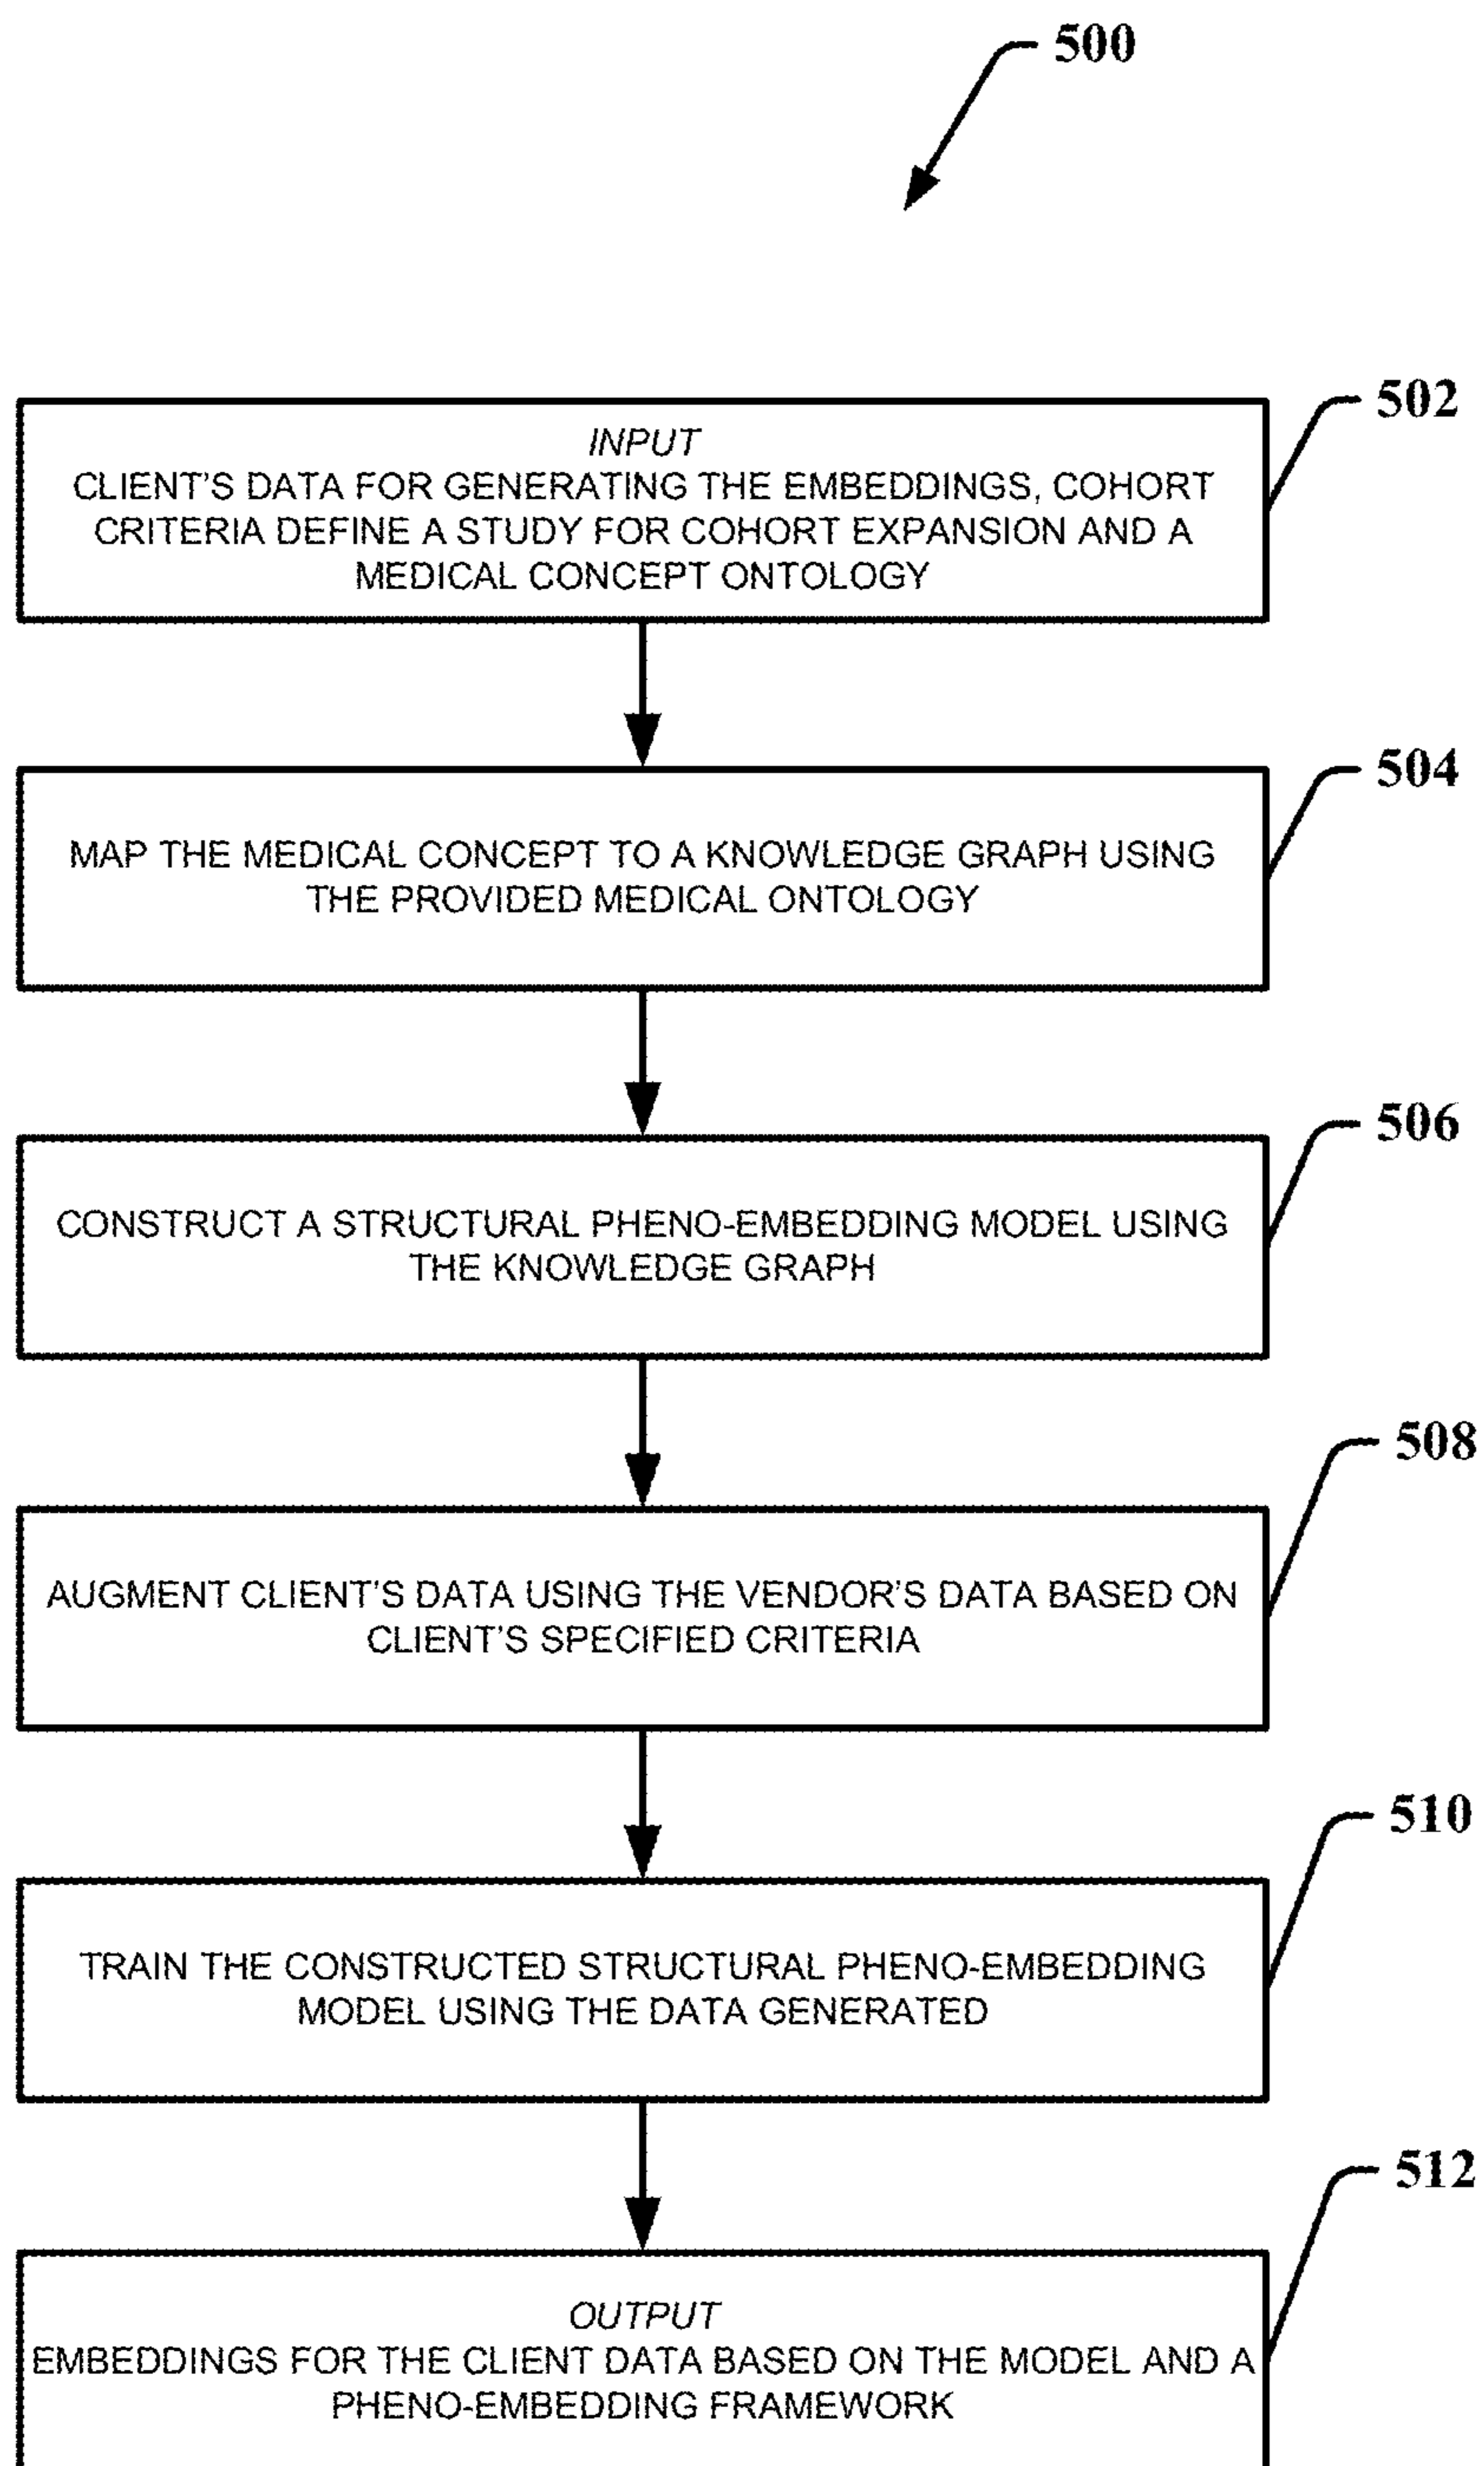 500
502
INPUT
CLIENT'S DATA FOR GENERATING THE EMBEDDINGS, COHORT
CRITERIA DEFINE A STUDY FOR COHORT EXPANSION AND A
MEDICAL CONCEPT ONTOLOGY
504
MAP THE MEDICAL CONCEPT TO A KNOWLEDGE GRAPH USING
THE PROVIDED MEDICAL ONTOLOGY
506
CONSTRUCT A STRUCTURAL PHENO-EMBEDDING MODEL USING
THE KNOWLEDGE GRAPH
508
AUGMENT CLIENT'S DATA USING THE VENDOR'S DATA BASED ON
CLIENT'S SPECIFIED CRITERIA
510
TRAIN THE CONSTRUCTED STRUCTURAL PHENO-EMBEDDING
MODEL USING THE DATA GENERATED
512
OUTPUT
EMBEDDINGS FOR THE CLIENT DATA BASED ON THE MODEL AND A
PHENO-EMBEDDING FRAMEWORK